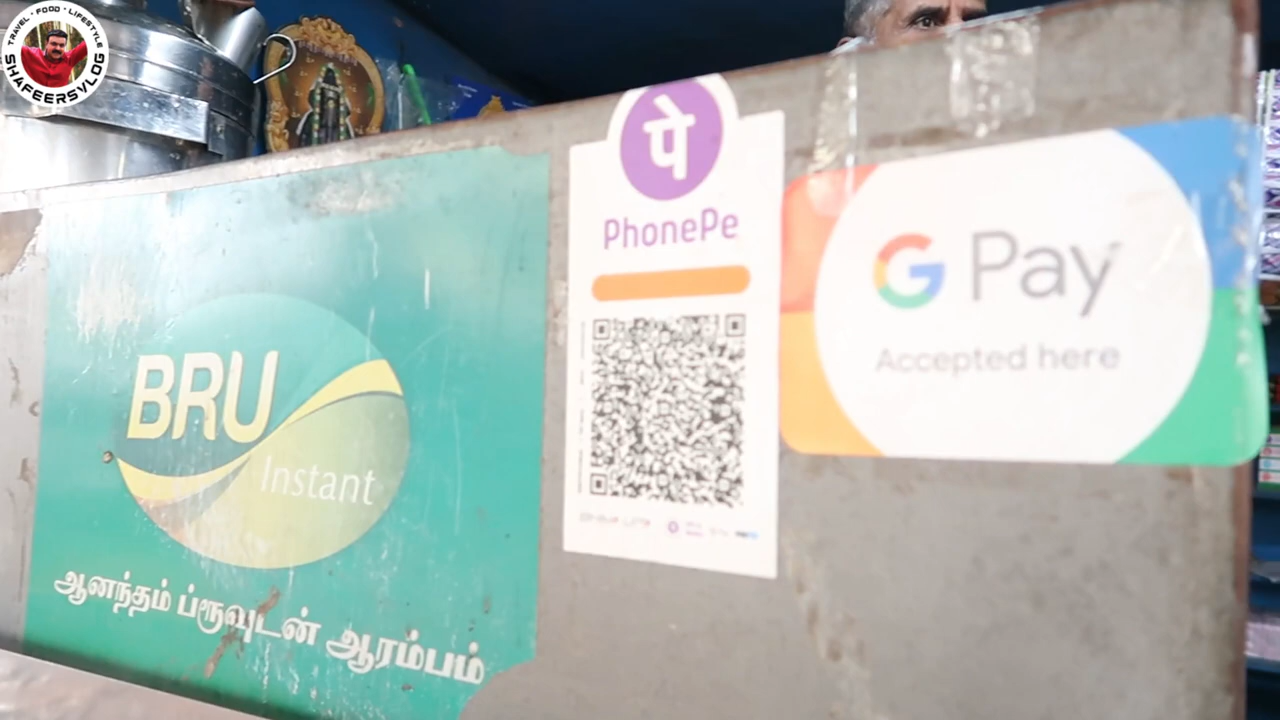 TRAVEL - FOOD - LIFESTYLE
SHAFEERSVLOG
BRU
Instant
ஆனந்தம் ப்ரூவுடன் ஆரம்பம்
पे
PhonePe
G Pay
Accepted here